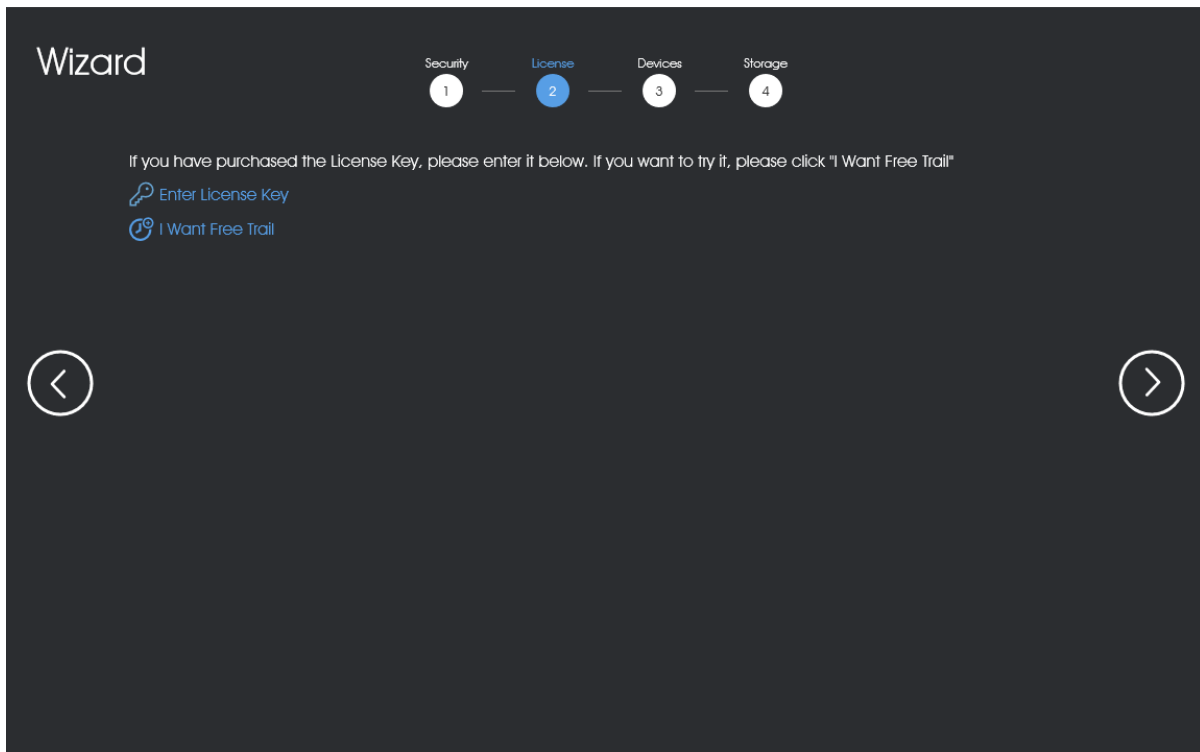 Wizard
Security License Devices Storage
1 2 3 4
If you have purchased the License Key, please enter it below. If you want to try it, please click "I Want Free Trail"
Enter License Key
I Want Free Trail